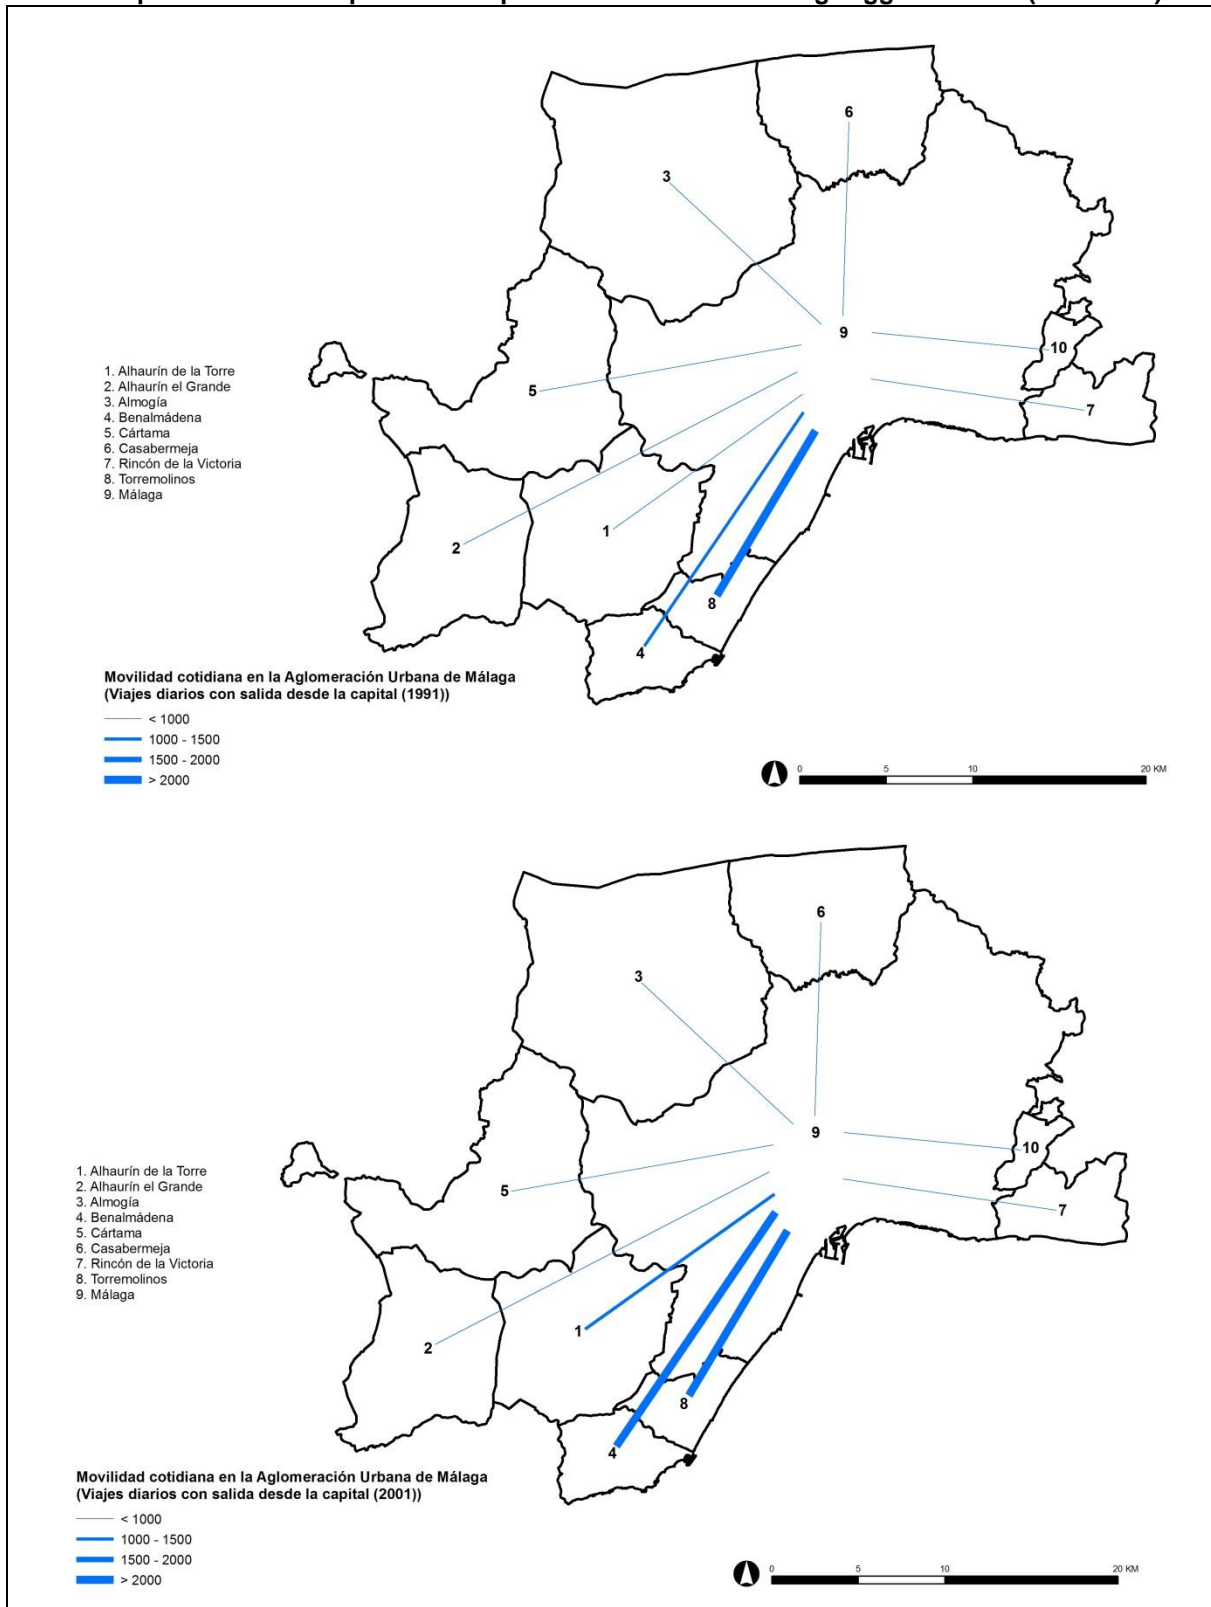 6
3
9
10
5
7
1. Alhaurín de la Torre
2. Alhaurín el Grande
3. Almogía
4. Benalmádena
5. Cártama
6. Casabermeja
7. Rincón de la Victoria
8. Torremolinos
9. Málaga
1
2
8
4
Movilidad cotidiana en la Aglomeración Urbana de Málaga
(Viajes diarios con salida desde la capital (1991))
< 1000
1000 - 1500
1500 - 2000
> 2000
0 5 10 20 KM
6
3
9
10
5
7
1. Alhaurín de la Torre
2. Alhaurín el Grande
3. Almogía
4. Benalmádena
5. Cártama
6. Casabermeja
7. Rincón de la Victoria
8. Torremolinos
9. Málaga
1
2
8
4
Movilidad cotidiana en la Aglomeración Urbana de Málaga
(Viajes diarios con salida desde la capital (2001))
< 1000
1000 - 1500
1500 - 2000
> 2000
0 5 10 20 KM